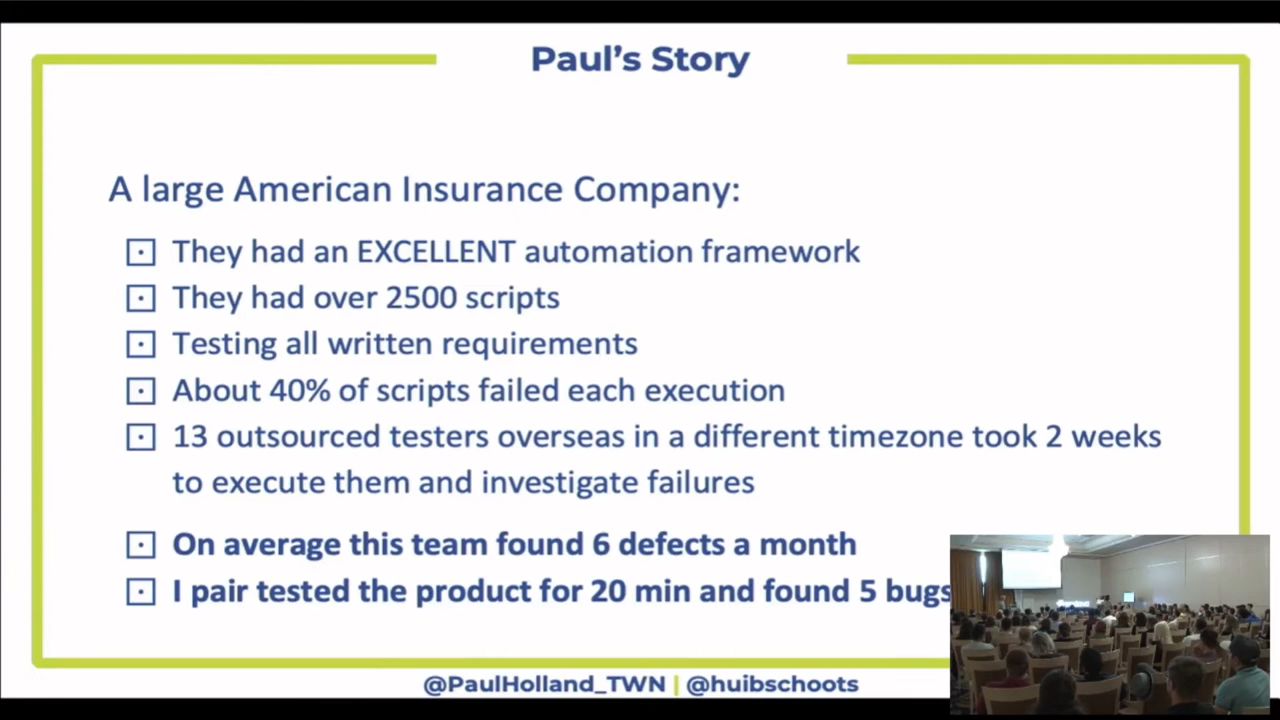 Paul's Story
A large American Insurance Company:
They had an EXCELLENT automation framework
They had over 2500 scripts
Testing all written requirements
About 40% of scripts failed each execution
13 outsourced testers overseas in a different timezone took 2 weeks
to execute them and investigate failures
On average this team found 6 defects a month
I pair tested the product for 20 min and found 5 bugs
@PaulHolland_TWN | @huibschoots